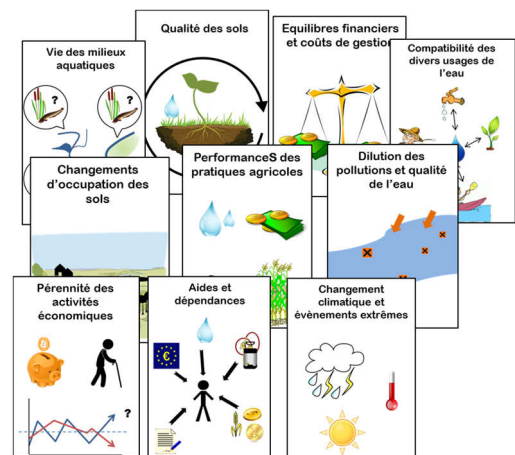 Vie des milieux
aquatiques
?
?
Qualité des sols
Equilibres financiers
et coûts de gestion
Compatibilité des
divers usages de
l'eau
Changements
d'occupation des
sols
PerformanceS des
pratiques agricoles
Dilution des
pollutions et qualité
de l'eau
Pérennité des
activités
économiques
?
Aides et
dépendances
€
Changement
climatique et
évènements extrêmes